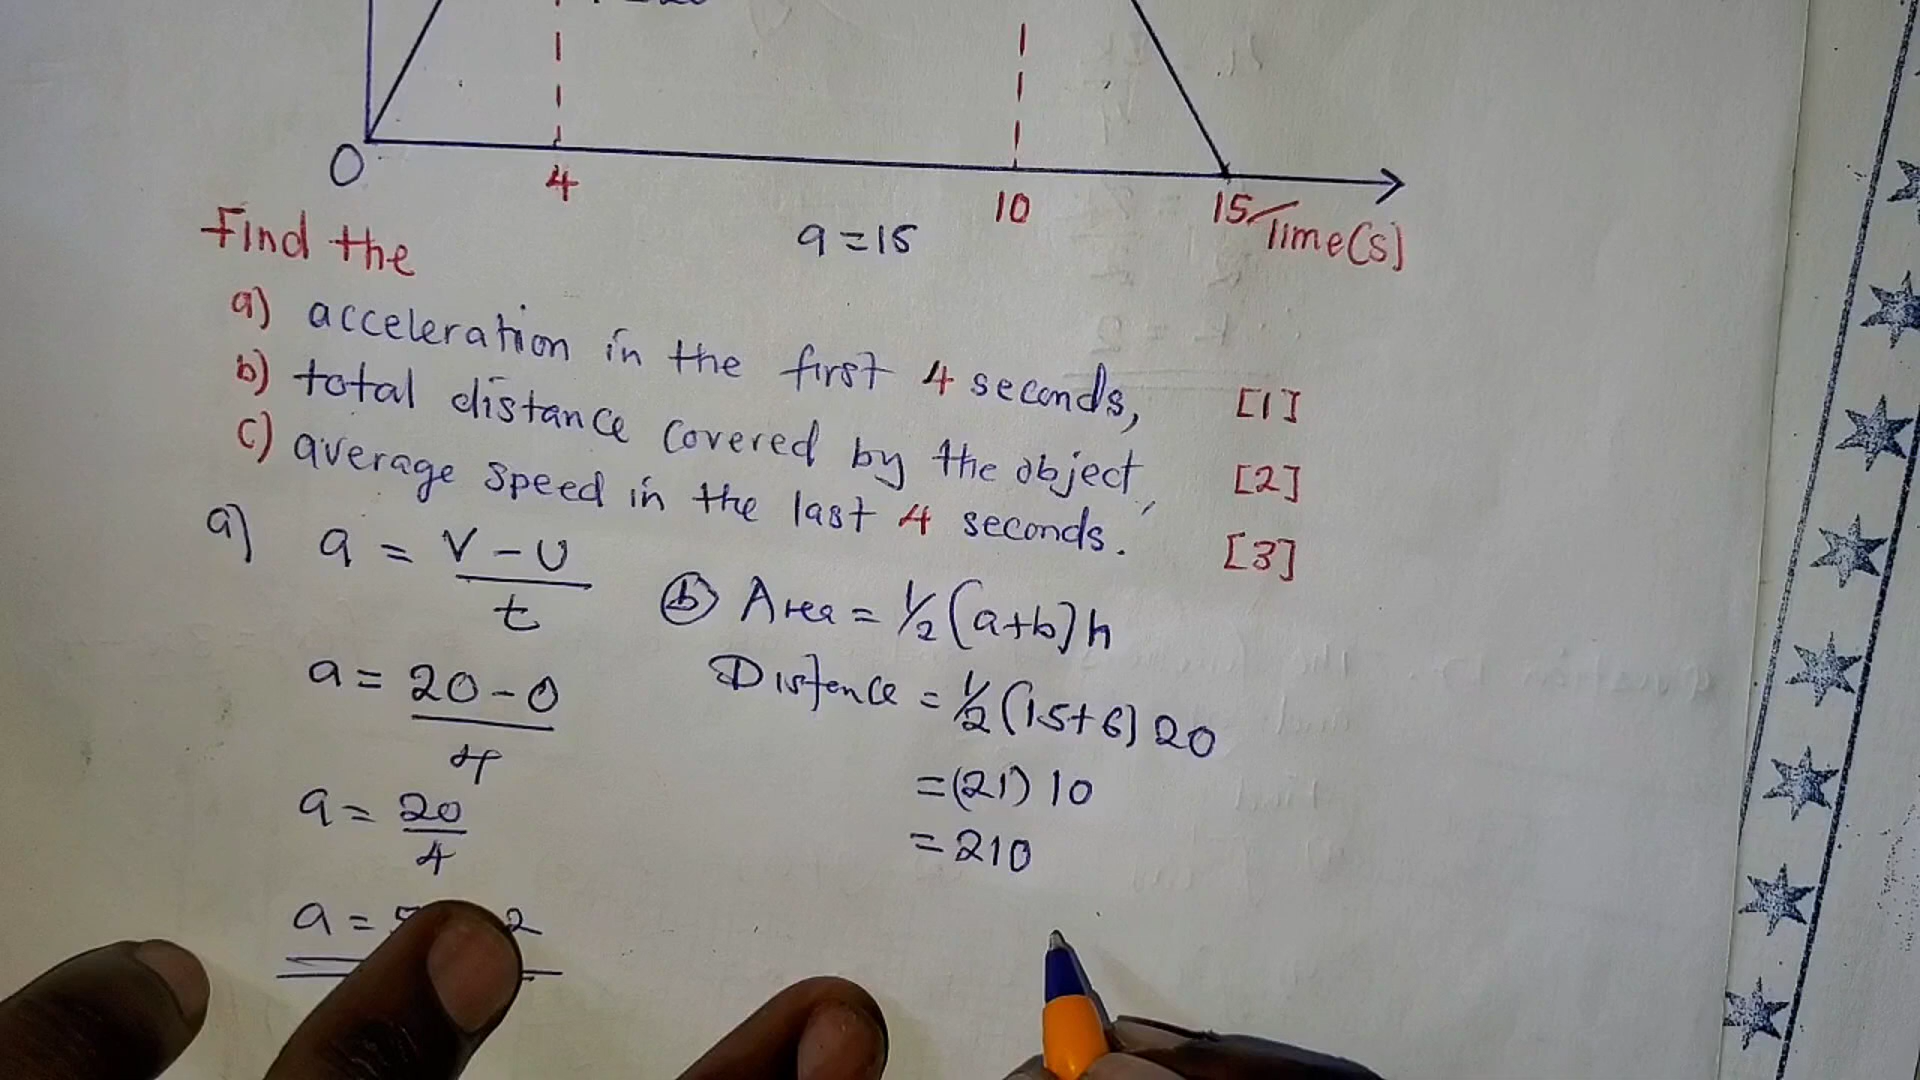 0
4
10
15 Time(s)
a=15
Find the
a) acceleration in the first 4 seconds, [1]
b) total distance covered by the object, [2]
c) average speed in the last 4 seconds. [3]
a) a = V-U
t
a = 20-0
4
a = 20
4
a =
2
b Area = 1/2(a+b)h
Distence = 1/2(15+6)20
=(21)10
=210